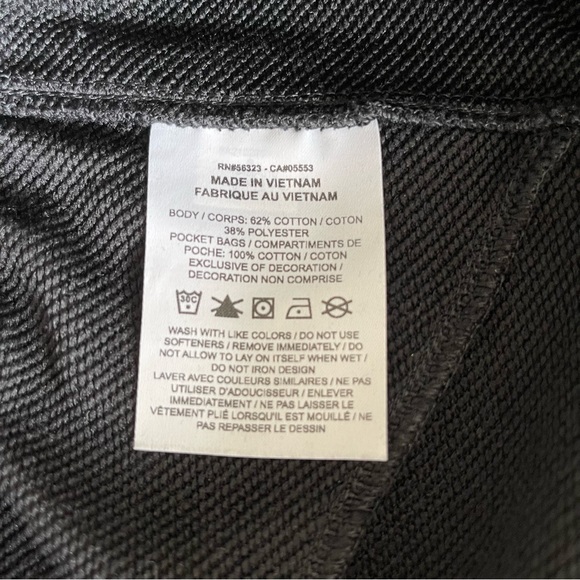 RN#56323 - CA#05553
MADE IN VIETNAM
FABRIQUE AU VIETNAM
BODY / CORPS: 62% COTTON / COTON
38% POLYESTER
POCKET BAGS / COMPARTIMENTS DE
POCHE: 100% COTTON / COTON
EXCLUSIVE OF DECORATION /
DECORATION NON COMPRISE
30C
WASH WITH LIKE COLORS / DO NOT USE
SOFTENERS / REMOVE IMMEDIATELY / DO
NOT ALLOW TO LAY ON ITSELF WHEN WET /
DO NOT IRON DESIGN
LAVER AVEC COULEURS SIMILAIRES / NE PAS
UTILISER D'ADOUCISSEUR / ENLEVER
IMMEDIATEMENT / NE PAS LAISSER LE
VÊTEMENT PLIÉ LORSQU'IL EST MOUILLÉ / NE
PAS REPASSER LE DESSIN